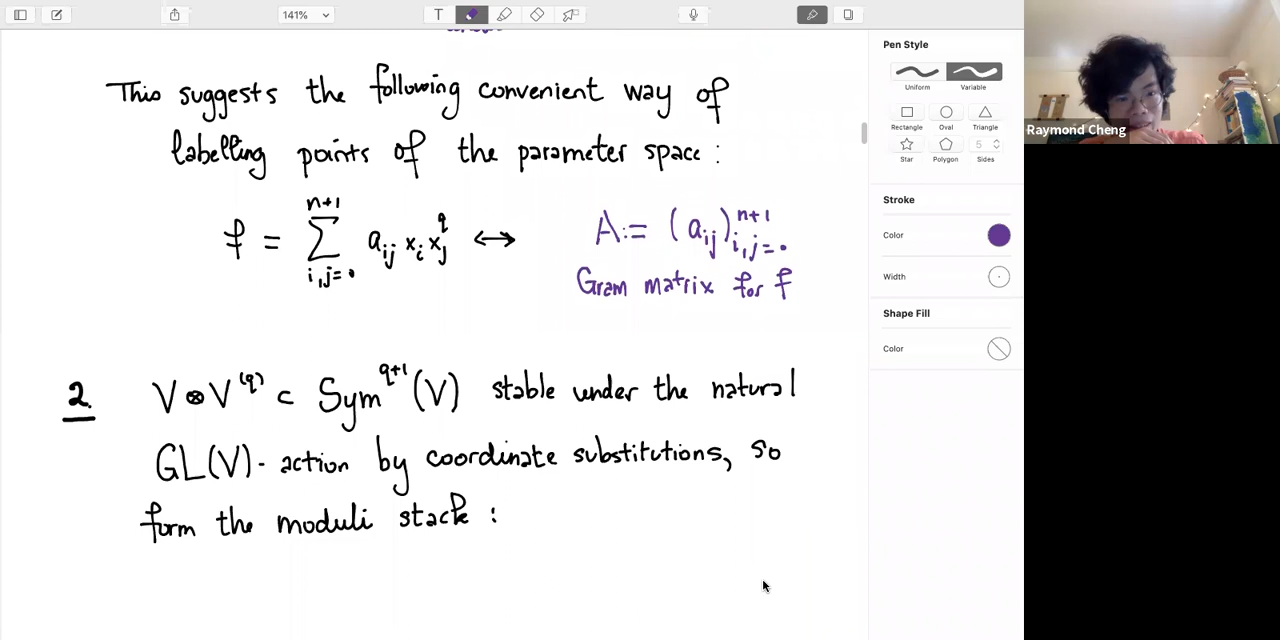 141%
T
This suggests the following convenient way of
labelling points of the parameter space :
f = ∑_{i,j=0}^{n+1} a_{ij} x_i x_j^q ↔ A := (a_{ij})_{i,j=0}^{n+1}
Gram matrix for f
2. V ⊗ V^{(q)} ⊂ Sym^{q+1}(V) stable under the natural
GL(V)- action by coordinate substitutions, so
form the moduli stack :
Pen Style
Uniform Variable
Rectangle Oval Triangle
5
Star Polygon Sides
Stroke
Color
Width
Shape Fill
Color
Raymond Cheng